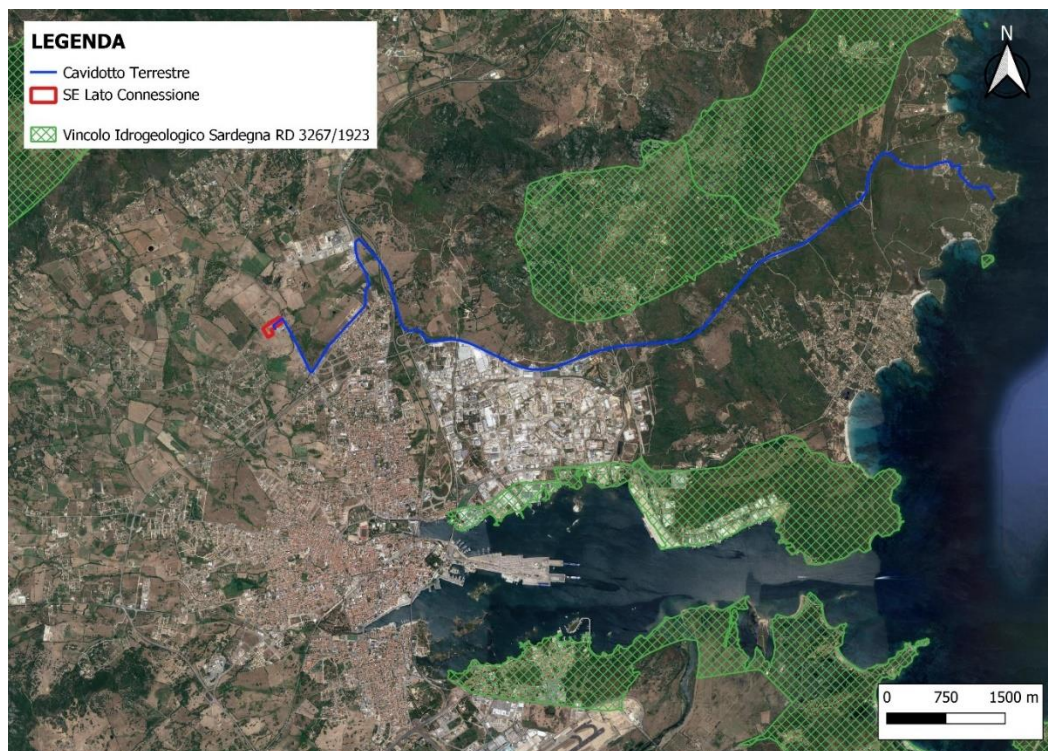 LEGENDA
Cavidotto Terrestre
SE Lato Connessione
Vincolo Idrogeologico Sardegna RD 3267/1923
N
0 750 1500 m